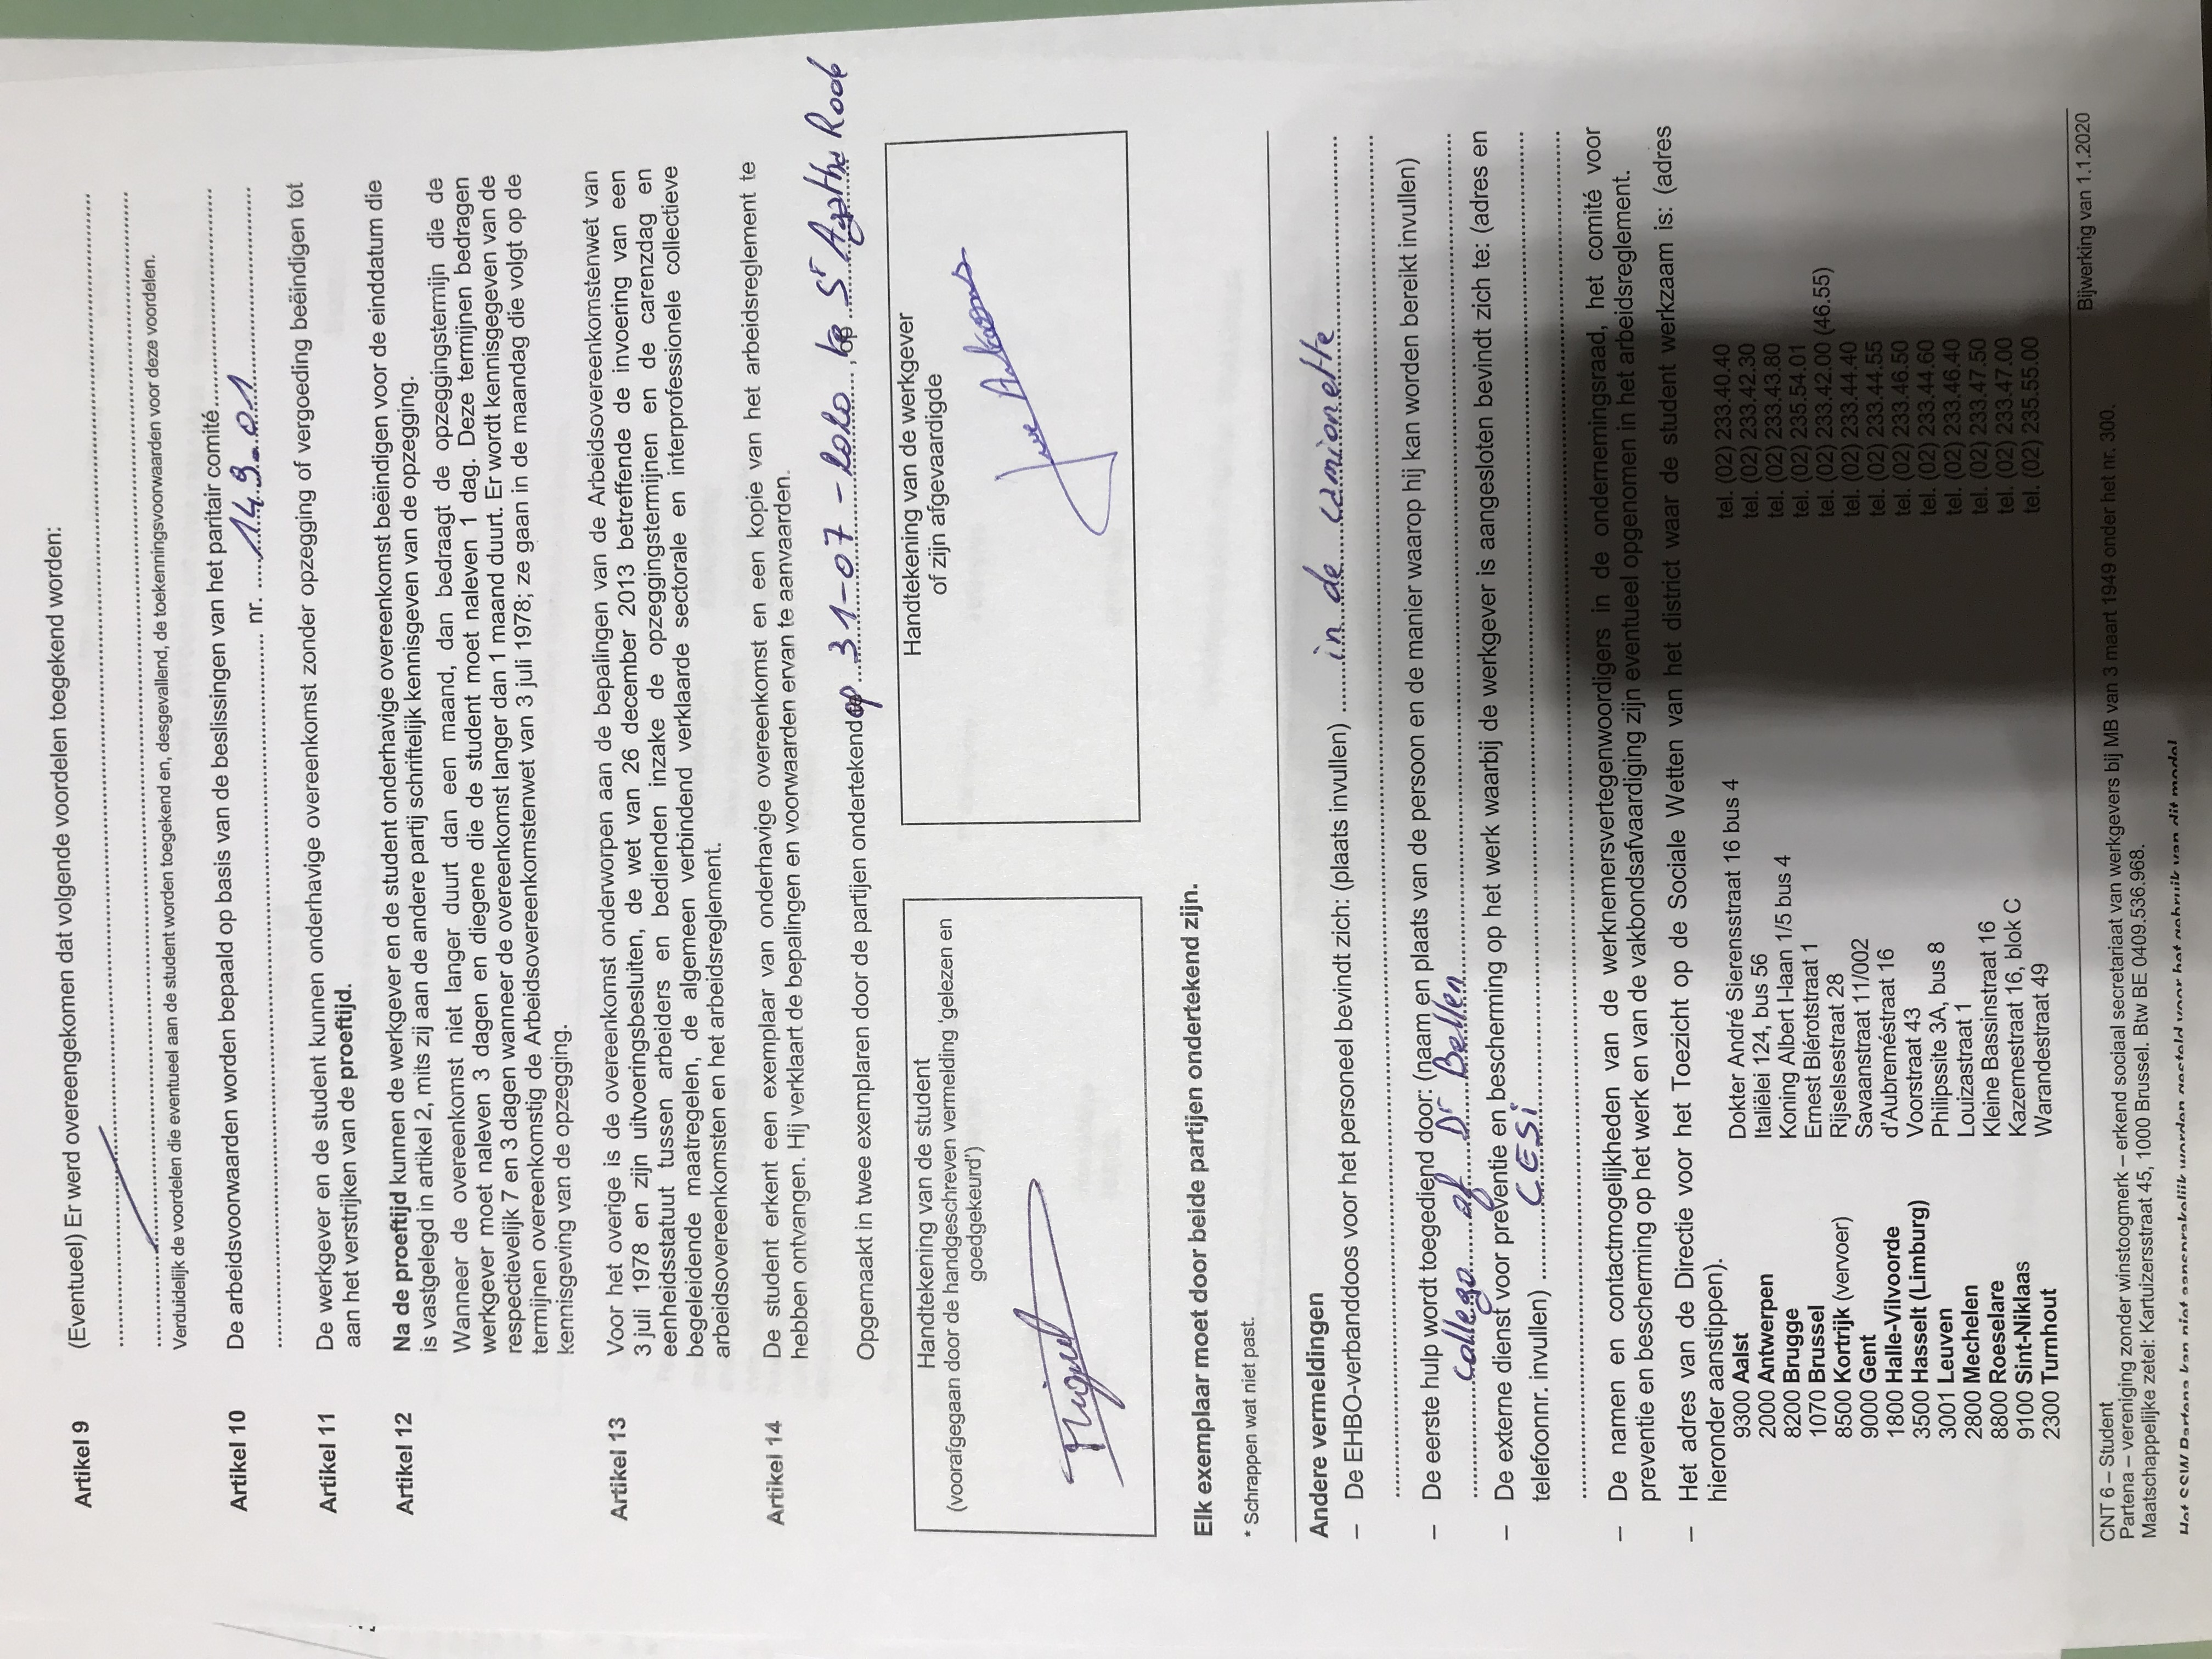 Artikel 9 (Eventueel) Er werd overeengekomen dat volgende voordelen toegekend worden:
Verduidelijk de voordelen die eventueel aan de student worden toegekend en, desgevallend, de toekenningsvoorwaarden voor deze voordelen.
Artikel 10 De arbeidsvoorwaarden worden bepaald op basis van de beslissingen van het paritair comité
nr. 149-01
Artikel 11 De werkgever en de student kunnen onderhavige overeenkomst zonder opzegging of vergoeding beëindigen tot
aan het verstrijken van de proeftijd.
Artikel 12 Na de proeftijd kunnen de werkgever en de student onderhavige overeenkomst beëindigen voor de einddatum die
is vastgelegd in artikel 2, mits zij aan de andere partij schriftelijk kennisgeven van de opzegging.
Wanneer de overeenkomst niet langer duurt dan een maand, dan bedraagt de opzeggingstermijn die de
werkgever moet naleven 3 dagen en diegene die de student moet naleven 1 dag. Deze termijnen bedragen
respectievelijk 7 en 3 dagen wanneer de overeenkomst langer dan 1 maand duurt. Er wordt kennisgegeven van de
termijnen overeenkomstig de Arbeidsovereenkomstenwet van 3 juli 1978; ze gaan in de maandag die volgt op de
kennisgeving van de opzegging.
Artikel 13 Voor het overige is de overeenkomst onderworpen aan de bepalingen van de Arbeidsovereenkomstenwet van
3 juli 1978 en zijn uitvoeringsbesluiten, de wet van 26 december 2013 betreffende de invoering van een
eenheidsstatuut tussen arbeiders en bedienden inzake de opzeggingstermijnen en de carenzdag en
begeleidende maatregelen, de algemeen verbindend verklaarde sectorale en interprofessionele collectieve
arbeidsovereenkomsten en het arbeidsreglement.
Artikel 14 De student erkent een exemplaar van onderhavige overeenkomst en een kopie van het arbeidsreglement te
hebben ontvangen. Hij verklaart de bepalingen en voorwaarden ervan te aanvaarden.
Opgemaakt in twee exemplaren door de partijen ondertekend op 31-07-2020, te St Agatha Rode
Handtekening van de student
(voorafgegaan door de handgeschreven vermelding 'gelezen en
goedgekeurd')
Miguel
Handtekening van de werkgever
of zijn afgevaardigde
Elk exemplaar moet door beide partijen ondertekend zijn.
* Schrappen wat niet past.
Andere vermeldingen
– De EHBO-verbanddoos voor het personeel bevindt zich: (plaats invullen) in de camionette
– De eerste hulp wordt toegediend door: (naam en plaats van de persoon en de manier waarop hij kan worden bereikt invullen)
collega of Dr Bellen
– De externe dienst voor preventie en bescherming op het werk waarbij de werkgever is aangesloten bevindt zich te: (adres en
telefoonnr. invullen) CESi
– De namen en contactmogelijkheden van de werknemersvertegenwoordigers in de ondernemingsraad, het comité voor
preventie en bescherming op het werk en van de vakbondsafvaardiging zijn eventueel opgenomen in het arbeidsreglement.
– Het adres van de Directie voor het Toezicht op de Sociale Wetten van het district waar de student werkzaam is: (adres
hieronder aanstippen).
9300 Aalst Dokter André Sierensstraat 16 bus 4 tel. (02) 233.40.40
2000 Antwerpen Italiëlei 124, bus 56 tel. (02) 233.42.30
8200 Brugge Koning Albert I-laan 1/5 bus 4 tel. (02) 233.43.80
1070 Brussel Ernest Blérotstraat 1 tel. (02) 235.54.01
8500 Kortrijk (vervoer) Rijselsestraat 28 tel. (02) 233.42.00 (46.55)
9000 Gent Savaanstraat 11/002 tel. (02) 233.44.40
1800 Halle-Vilvoorde d'Aubreméstraat 16 tel. (02) 233.44.55
3500 Hasselt (Limburg) Voorstraat 43 tel. (02) 233.46.50
3001 Leuven Philipssite 3A, bus 8 tel. (02) 233.44.60
2800 Mechelen Louizastraat 1 tel. (02) 233.46.40
8800 Roeselare Kleine Bassinstraat 16 tel. (02) 233.47.50
9100 Sint-Niklaas Kazernestraat 16, blok C tel. (02) 233.47.00
2300 Turnhout Warandestraat 49 tel. (02) 235.55.00
Bijwerking van 1.1.2020
CNT 6 – Student
Partena – vereniging zonder winstoogmerk – erkend sociaal secretariaat van werkgevers bij MB van 3 maart 1949 onder het nr. 300.
Maatschappelijke zetel: Kartuizersstraat 45, 1000 Brussel. Btw BE 0409.536.968.
Het SSW Partena kan niet aansprakelijk worden gesteld voor het gebruik van dit model